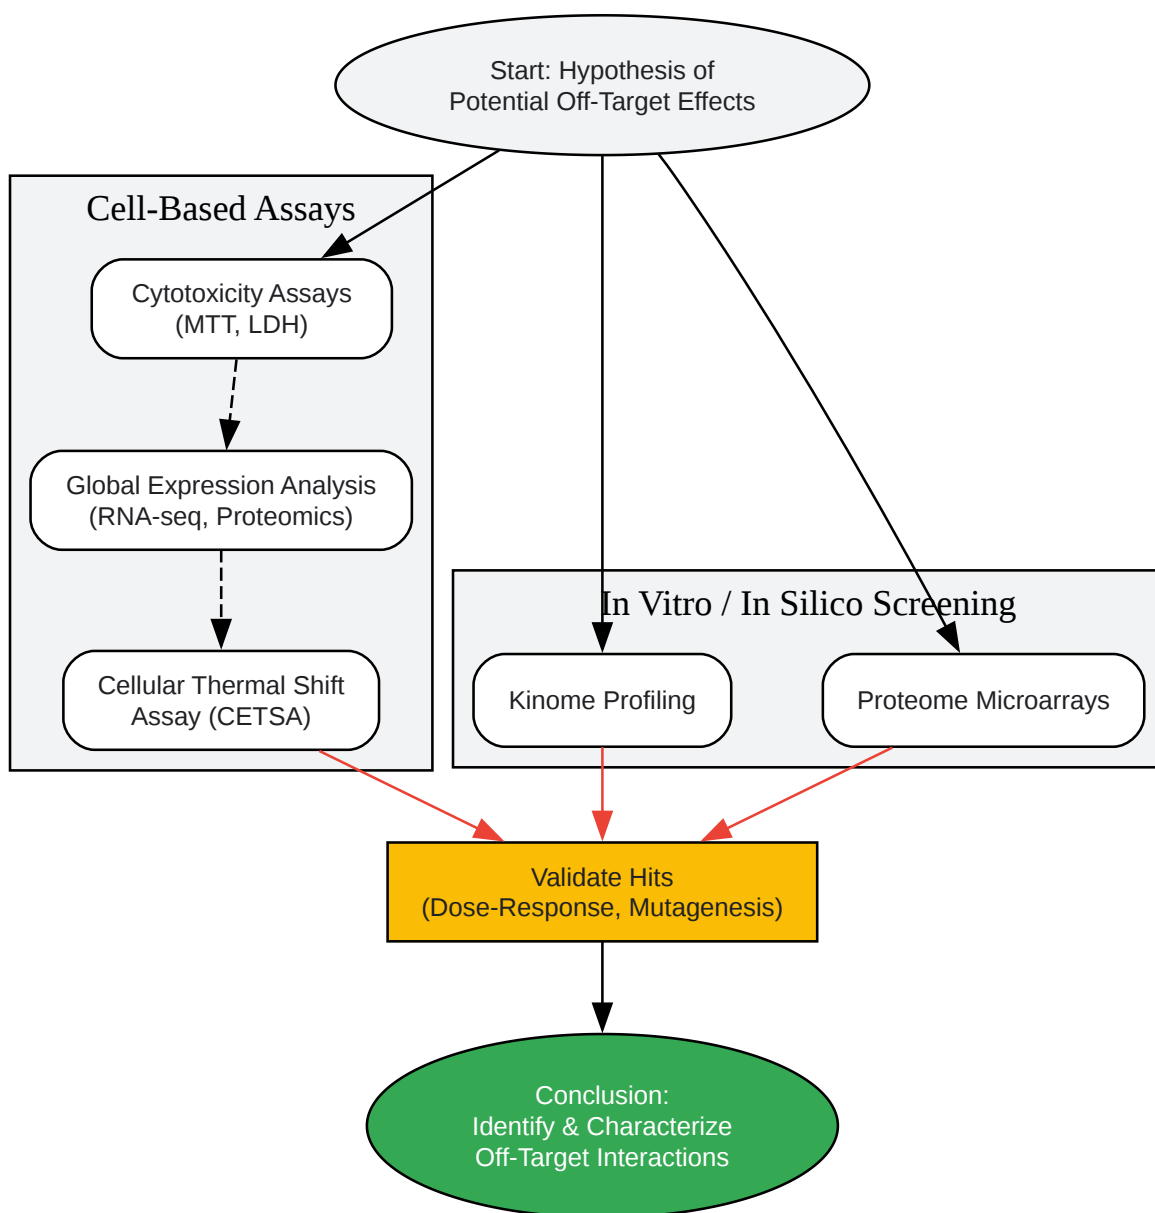 Start: Hypothesis of
Potential Off-Target Effects
Cell-Based Assays
Cytotoxicity Assays
(MTT, LDH)
Global Expression Analysis
(RNA-seq, Proteomics)
Cellular Thermal Shift
Assay (CETSA)
In Vitro / In Silico Screening
Kinome Profiling
Proteome Microarrays
Validate Hits
(Dose-Response, Mutagenesis)
Conclusion:
Identify & Characterize
Off-Target Interactions